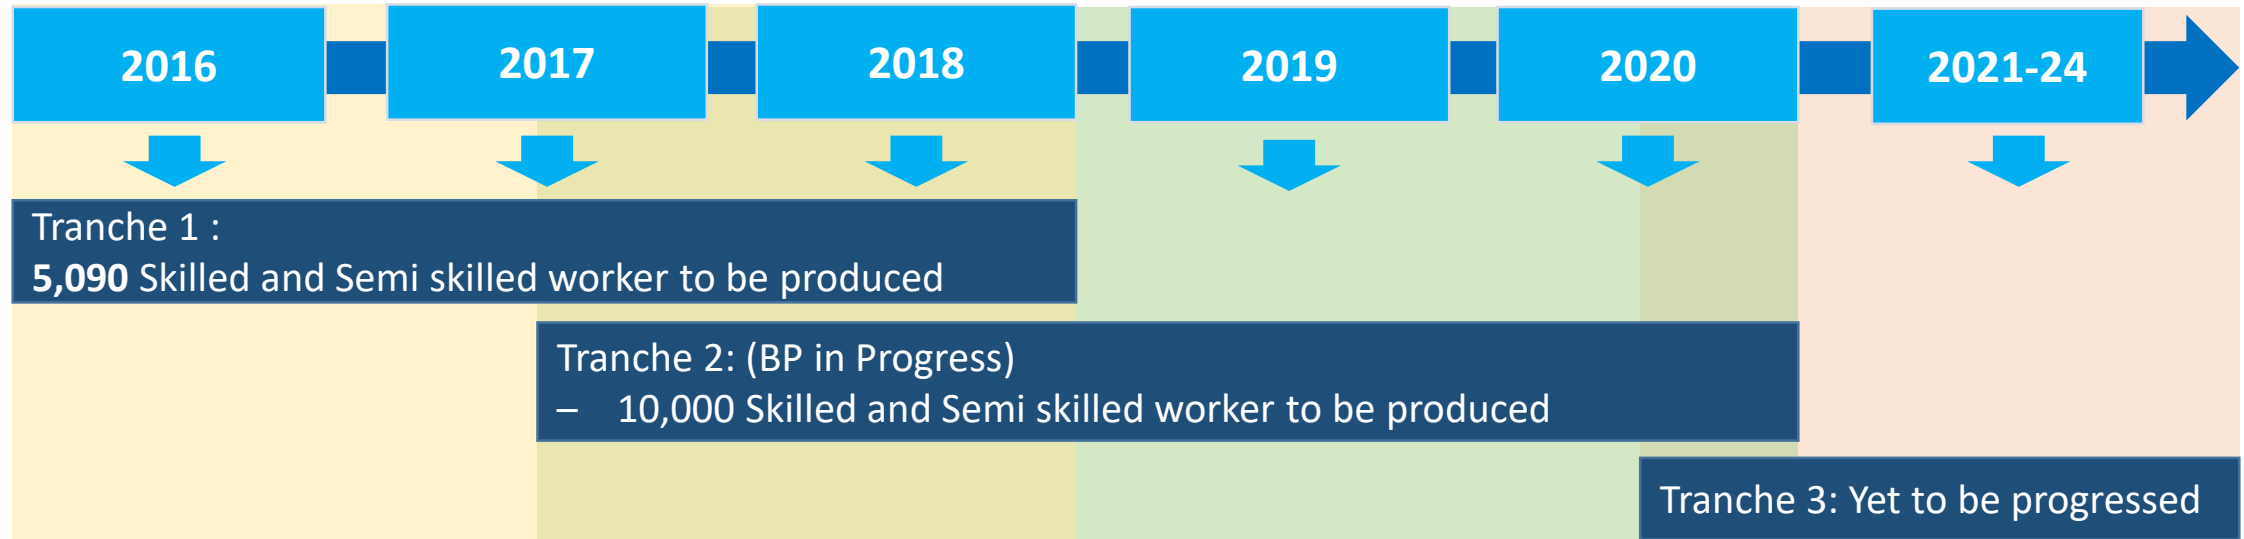 2016
2017
2018
2019
2020
2021-24
Tranche 1 :
5,090 Skilled and Semi skilled worker to be produced
Tranche 2: (BP in Progress)
– 10,000 Skilled and Semi skilled worker to be produced
Tranche 3: Yet to be progressed